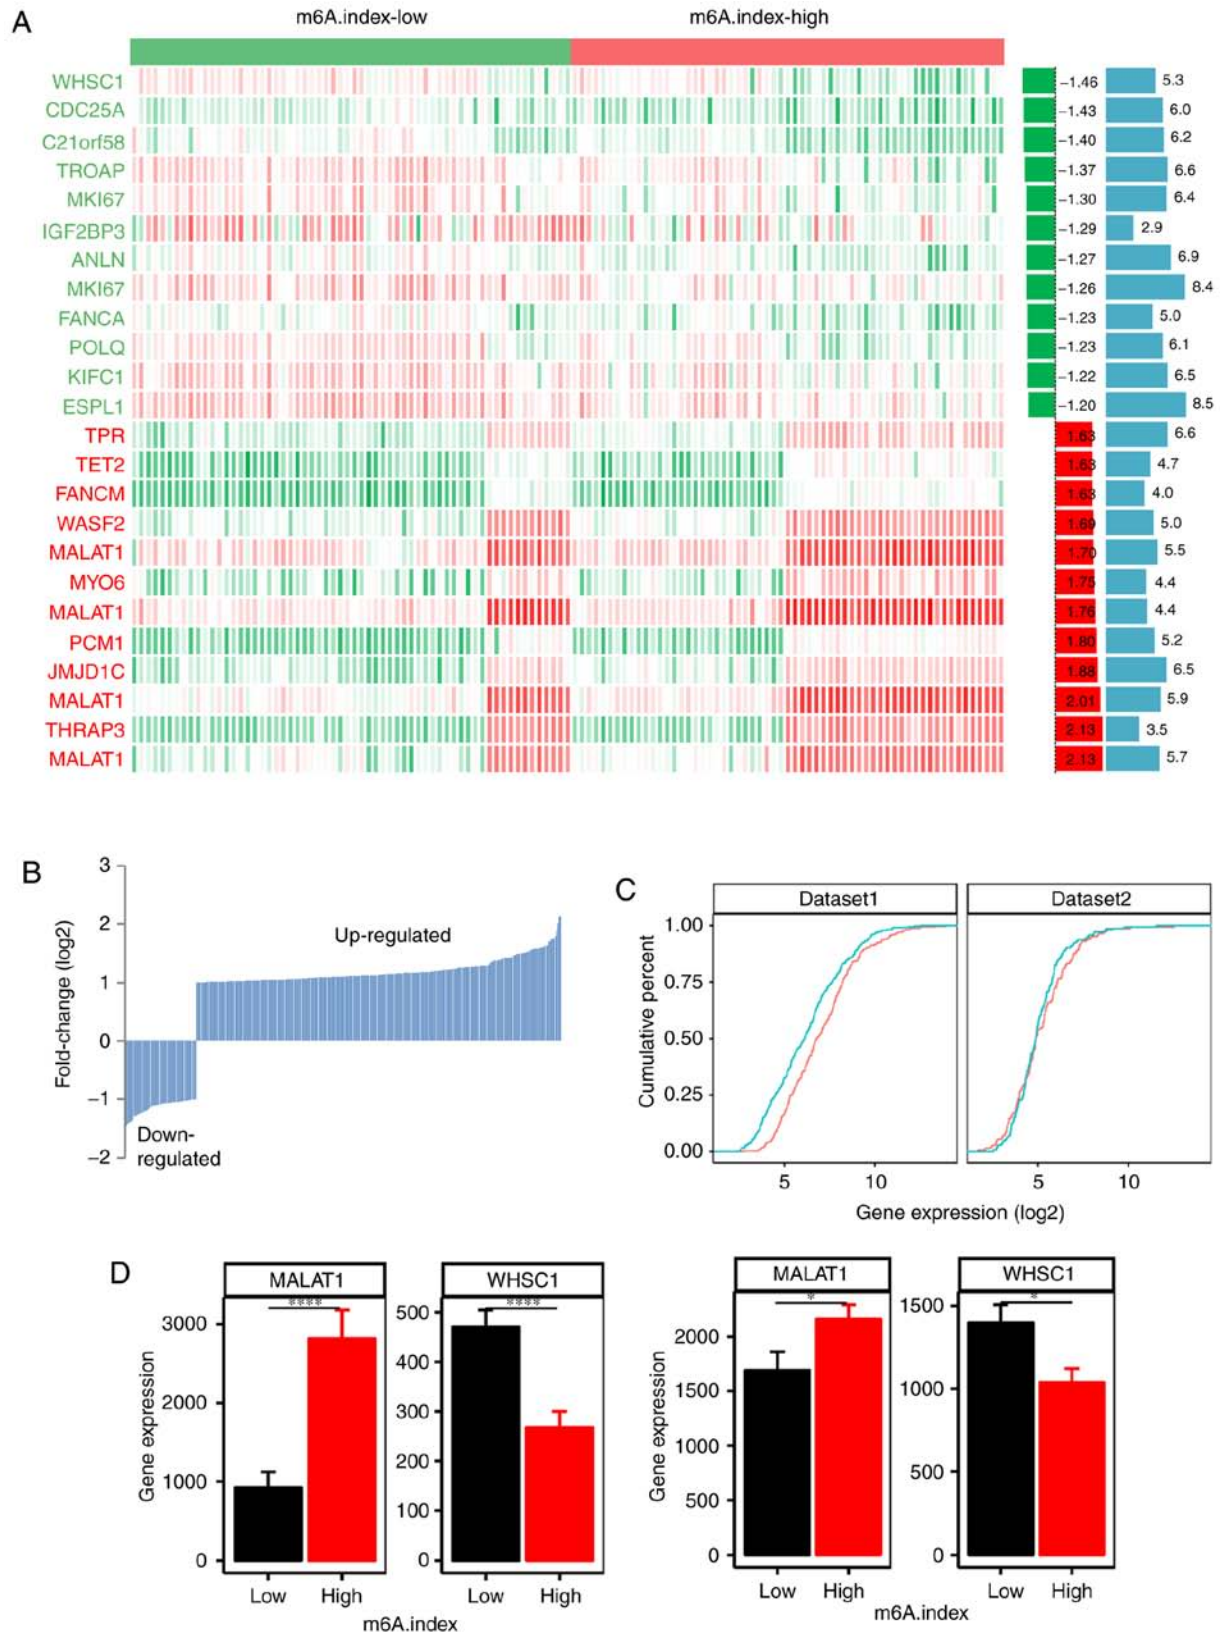 A
m6A.index-low m6A.index-high
WHSC1 −1.46 5.3
CDC25A −1.43 6.0
C21orf58 −1.40 6.2
TROAP −1.37 6.6
MKI67 −1.30 6.4
IGF2BP3 −1.29 2.9
ANLN −1.27 6.9
MKI67 −1.26 8.4
FANCA −1.23 5.0
POLQ −1.23 6.1
KIFC1 −1.22 6.5
ESPL1 −1.20 8.5
TPR 1.63 6.6
TET2 1.63 4.7
FANCM 1.63 4.0
WASF2 1.69 5.0
MALAT1 1.70 5.5
MYO6 1.75 4.4
MALAT1 1.76 4.4
PCM1 1.80 5.2
JMJD1C 1.88 6.5
MALAT1 2.01 5.9
THRAP3 2.13 3.5
MALAT1 2.13 5.7
B
Fold-change (log2)
3
2
1
0
−1
−2
Up-regulated
Down-
regulated
C
Dataset1 Dataset2
Cumulative percent
1.00
0.75
0.50
0.25
0.00
5 10 5 10
Gene expression (log2)
D
MALAT1
****
Gene expression
3000
2000
1000
0
Low High
WHSC1
****
500
400
300
200
100
0
Low High
m6A.index
MALAT1
*
Gene expression
2000
1500
1000
500
0
Low High
WHSC1
*
1500
1000
500
0
Low High
m6A.index